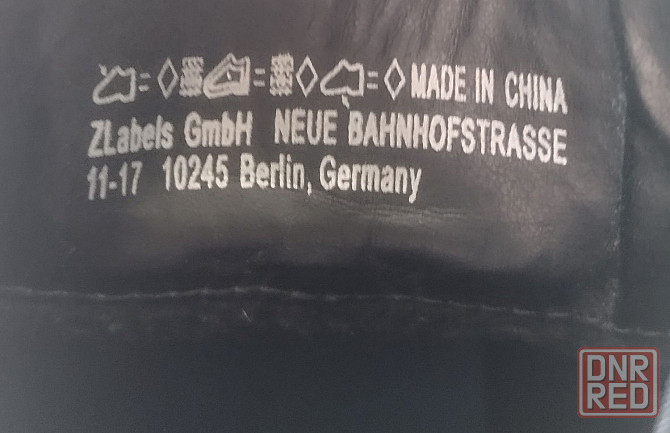 MADE IN CHINA
ZLabels GmbH NEUE BAHNHOFSTRASSE
11-17 10245 Berlin, Germany
DNR
RED